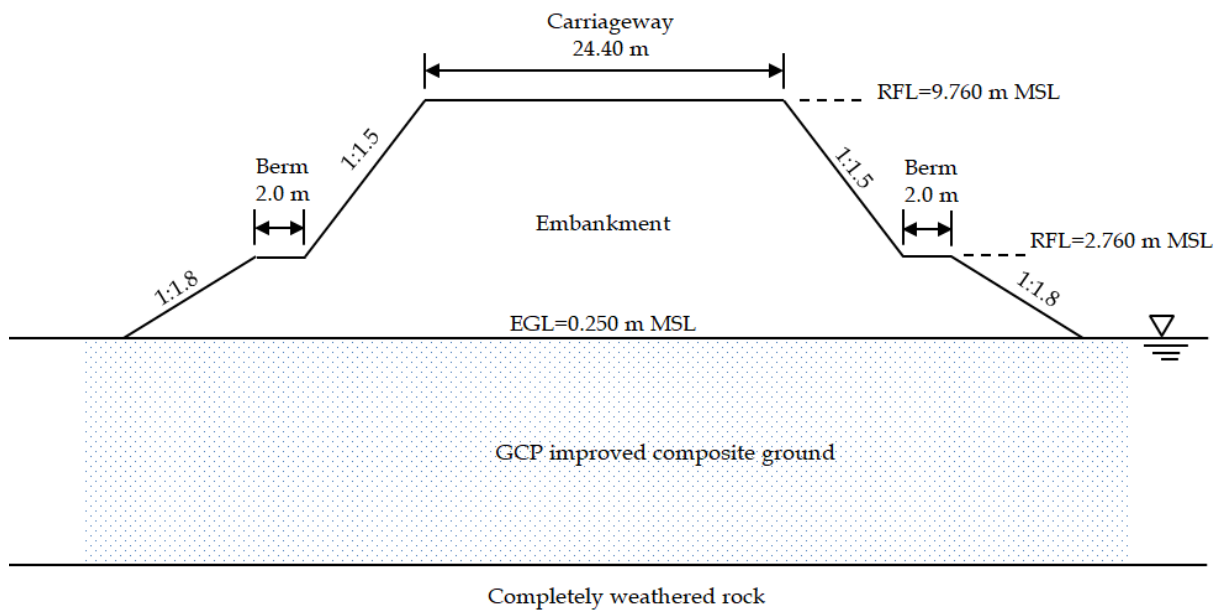 Carriageway
24.40 m
RFL=9.760 m MSL
1:1.5
1:1.5
Berm
2.0 m
Berm
2.0 m
Embankment
RFL=2.760 m MSL
1:1.8
1:1.8
EGL=0.250 m MSL
GCP improved composite ground
Completely weathered rock